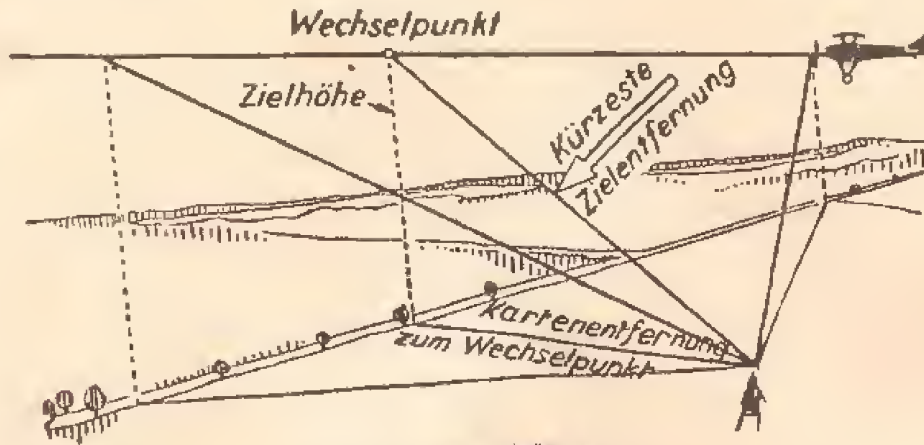 Wechselpunkt
Zielhöhe
Kürzeste
Zielentfernung
Kartenentfernung
zum Wechselpunkt